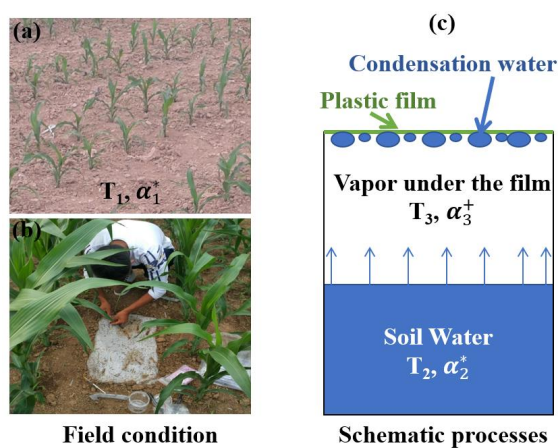 (a)
T₁, α₁*
(b)
Field condition
(c)
Condensation water
Plastic film
Vapor under the film
T₃, α₃⁺
Soil Water
T₂, α₂*
Schematic processes